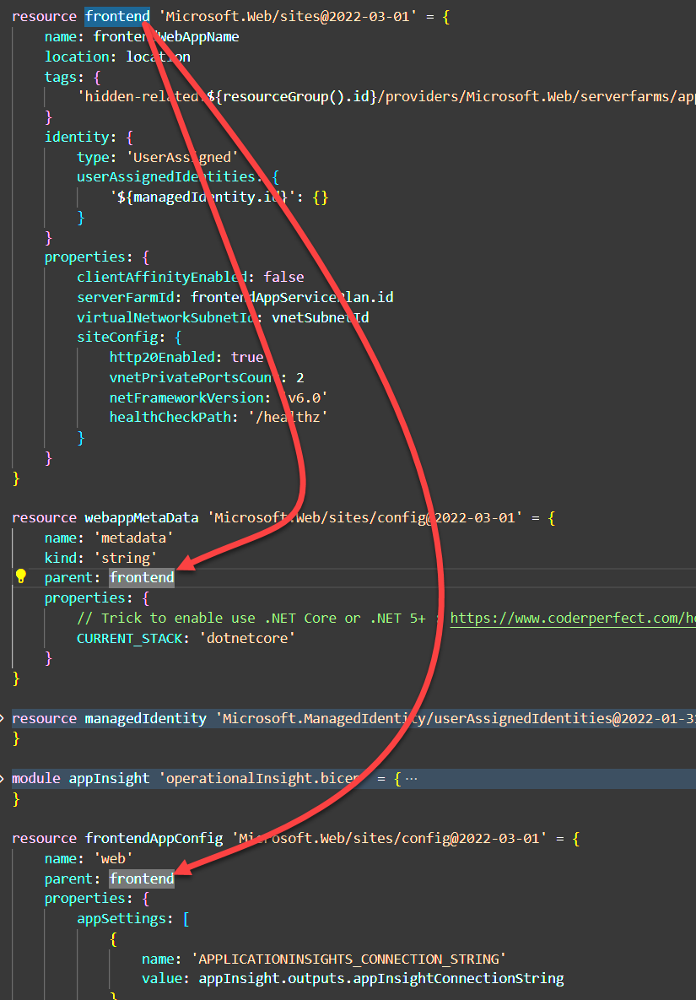 resource frontend 'Microsoft.Web/sites@2022-03-01' = {
name: frontendWebAppName
location: location
tags: {
'hidden-related:${resourceGroup().id}/providers/Microsoft.Web/serverfarms/app
}
identity: {
type: 'UserAssigned'
userAssignedIdentities: {
'${managedIdentity.id}': {}
}
}
properties: {
clientAffinityEnabled: false
serverFarmId: frontendAppServicePlan.id
virtualNetworkSubnetId: vnetSubnetId
siteConfig: {
http20Enabled: true
vnetPrivatePortsCount: 2
netFrameworkVersion: 'v6.0'
healthCheckPath: '/healthz'
}
}
}
resource webappMetaData 'Microsoft.Web/sites/config@2022-03-01' = {
name: 'metadata'
kind: 'string'
parent: frontend
properties: {
// Trick to enable use .NET Core or .NET 5+ : https://www.coderperfect.com/h
CURRENT_STACK: 'dotnetcore'
}
}
resource managedIdentity 'Microsoft.ManagedIdentity/userAssignedIdentities@2022-01-31
}
module appInsight 'operationalInsight.bicep' = { ...
}
resource frontendAppConfig 'Microsoft.Web/sites/config@2022-03-01' = {
name: 'web'
parent: frontend
properties: {
appSettings: [
{
name: 'APPLICATIONINSIGHTS_CONNECTION_STRING'
value: appInsight.outputs.appInsightConnectionString
}